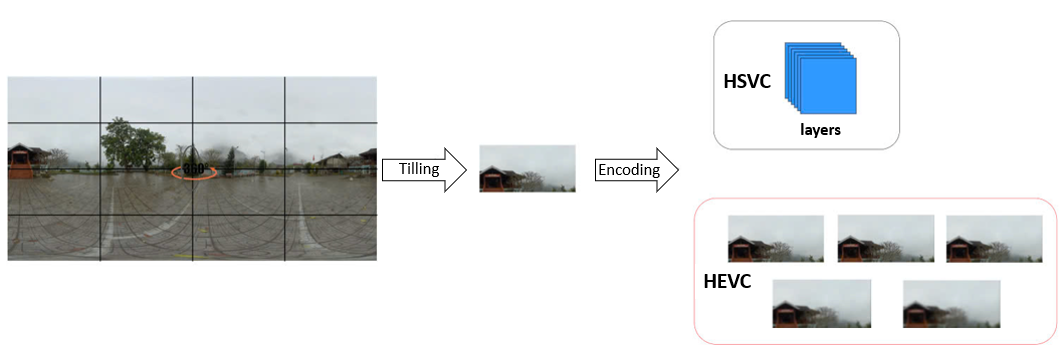 360°
Tilling
Encoding
HSVC
layers
HEVC